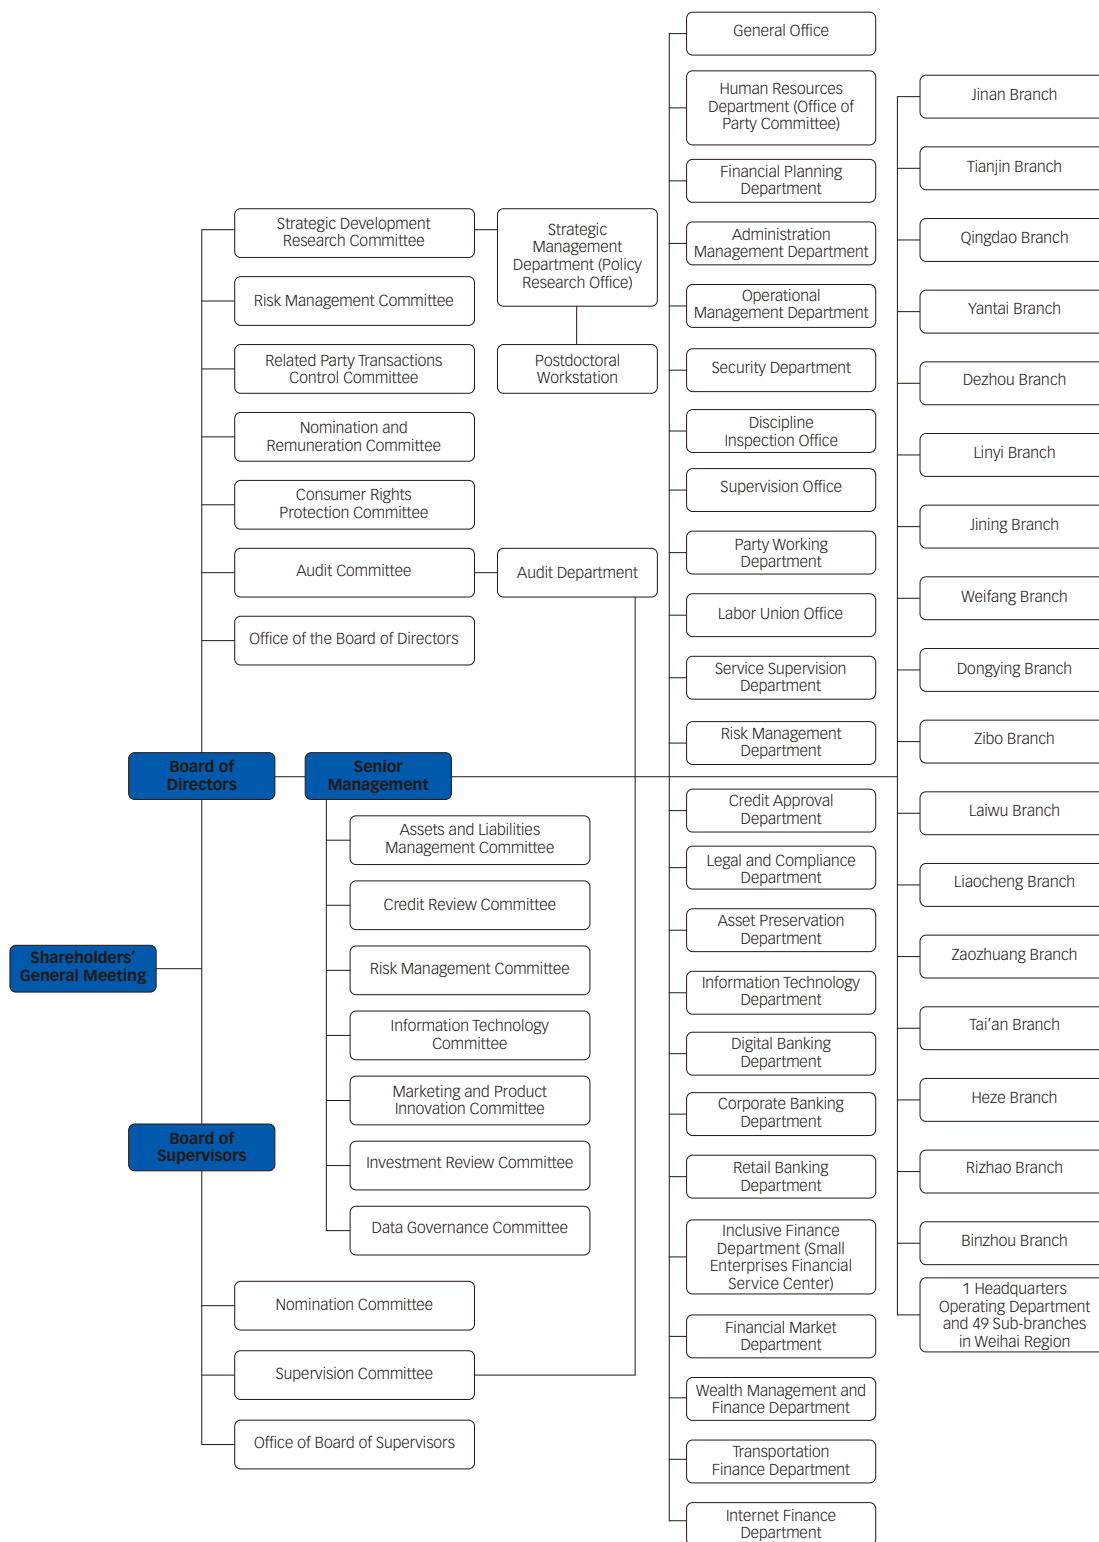 Shareholders'
General Meeting
Board of
Directors
Board of
Supervisors
Senior
Management
Strategic Development
Research Committee
Risk Management Committee
Related Party Transactions
Control Committee
Nomination and
Remuneration Committee
Consumer Rights
Protection Committee
Audit Committee
Office of the Board of Directors
Assets and Liabilities
Management Committee
Credit Review Committee
Risk Management Committee
Information Technology
Committee
Marketing and Product
Innovation Committee
Investment Review Committee
Data Governance Committee
Nomination Committee
Supervision Committee
Office of Board of Supervisors
Strategic
Management
Department (Policy
Research Office)
Postdoctoral
Workstation
Audit Department
General Office
Human Resources
Department (Office of
Party Committee)
Financial Planning
Department
Administration
Management Department
Operational
Management Department
Security Department
Discipline
Inspection Office
Supervision Office
Party Working
Department
Labor Union Office
Service Supervision
Department
Risk Management
Department
Credit Approval
Department
Legal and Compliance
Department
Asset Preservation
Department
Information Technology
Department
Digital Banking
Department
Corporate Banking
Department
Retail Banking
Department
Inclusive Finance
Department (Small
Enterprises Financial
Service Center)
Financial Market
Department
Wealth Management and
Finance Department
Transportation
Finance Department
Internet Finance
Department
Jinan Branch
Tianjin Branch
Qingdao Branch
Yantai Branch
Dezhou Branch
Linyi Branch
Jining Branch
Weifang Branch
Dongying Branch
Zibo Branch
Laiwu Branch
Liaocheng Branch
Zaozhuang Branch
Tai'an Branch
Heze Branch
Rizhao Branch
Binzhou Branch
1 Headquarters
Operating Department
and 49 Sub-branches
in Weihai Region